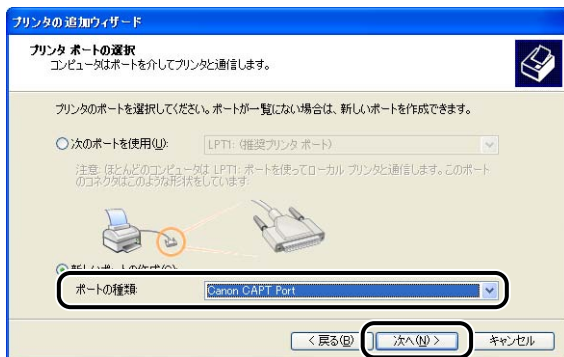 プリンタの追加ウィザード
プリンタ ポートの選択
コンピュータはポートを介してプリンタと通信します。
プリンタのポートを選択してください。ポートが一覧にない場合は、新しいポートを作成できます。
次のポートを使用(U): LPT1: (推奨プリンタ ポート)
注意: ほとんどのコンピュータは LPT1: ポートを使ってローカル プリンタと通信します。このポート
のコネクタはこのような形状をしています:
新しいポートの作成(C):
ポートの種類: Canon CAPT Port
< 戻る(B) 次へ(N) > キャンセル